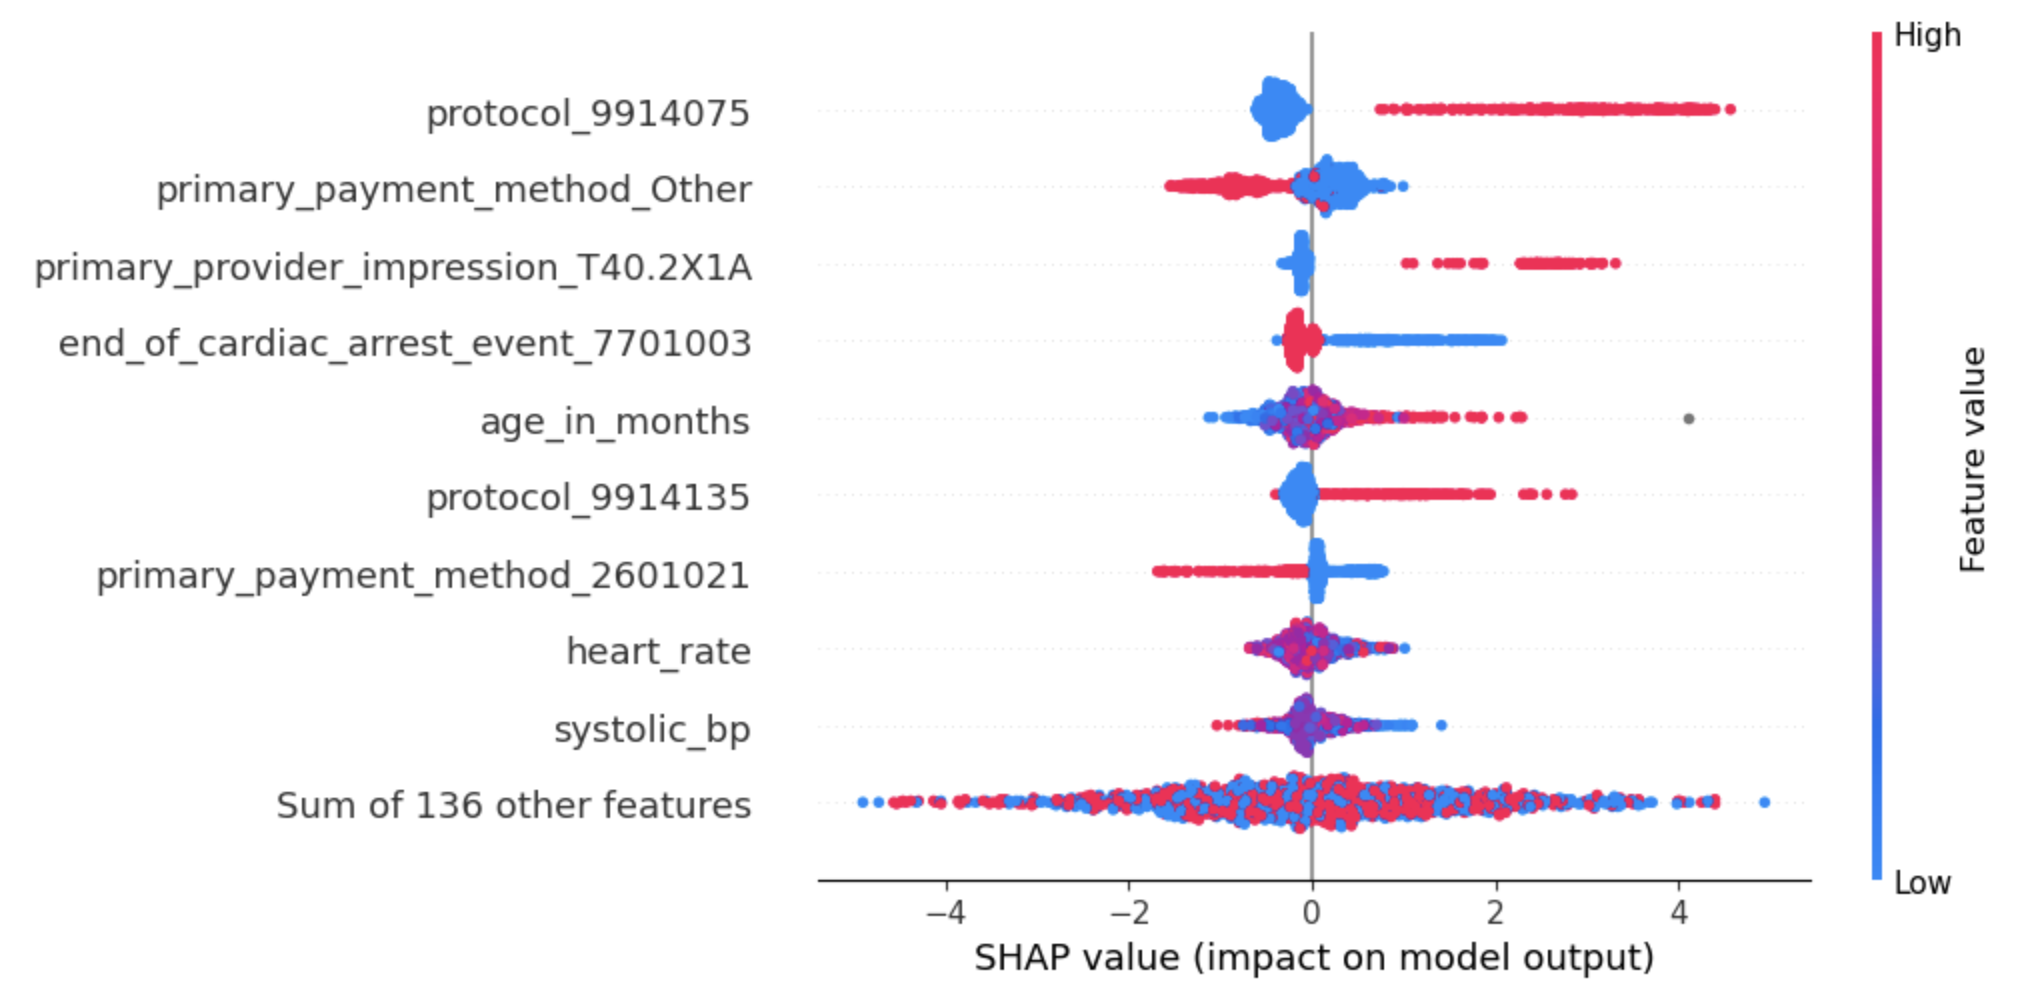 High
protocol_9914075
primary_payment_method_Other
primary_provider_impression_T40.2X1A
end_of_cardiac_arrest_event_7701003
age_in_months
protocol_9914135
primary_payment_method_2601021
heart_rate
systolic_bp
Sum of 136 other features
Feature value
Low
−4 −2 0 2 4
SHAP value (impact on model output)